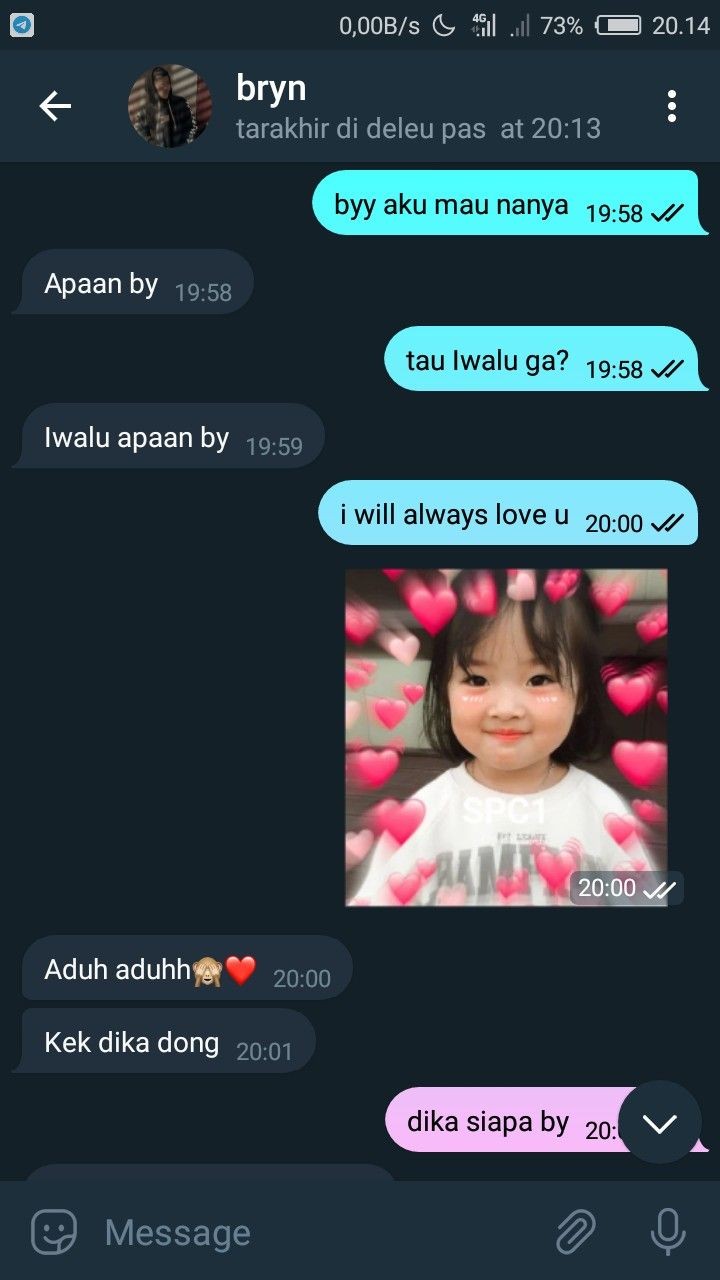 0,00B/s 4G 73% 20.14
bryn
tarakhir di deleu pas at 20:13
byy aku mau nanya 19:58
Apaan by 19:58
tau Iwalu ga? 19:58
Iwalu apaan by 19:59
i will always love u 20:00
SPC1
20:00
Aduh aduhh🙈❤️ 20:00
Kek dika dong 20:01
dika siapa by 20:
Message